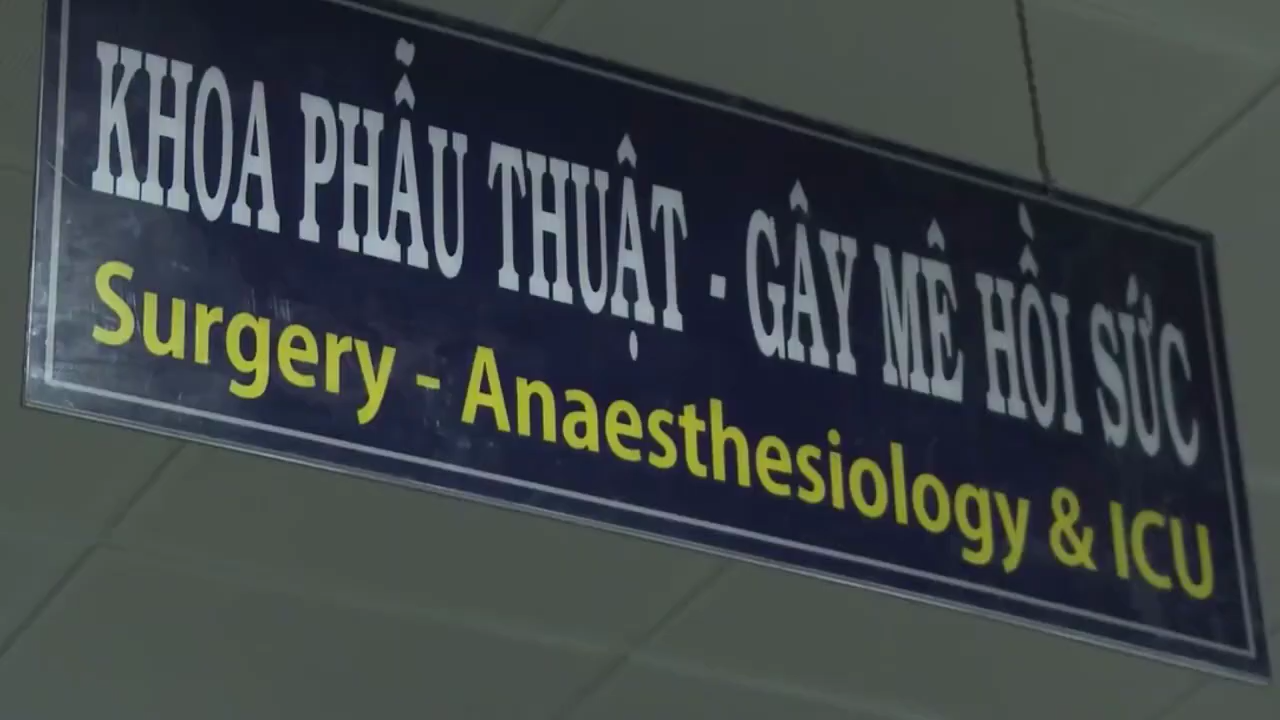 KHOA PHẪU THUẬT - GÂY MÊ HỒI SỨC
Surgery - Anaesthesiology & ICU